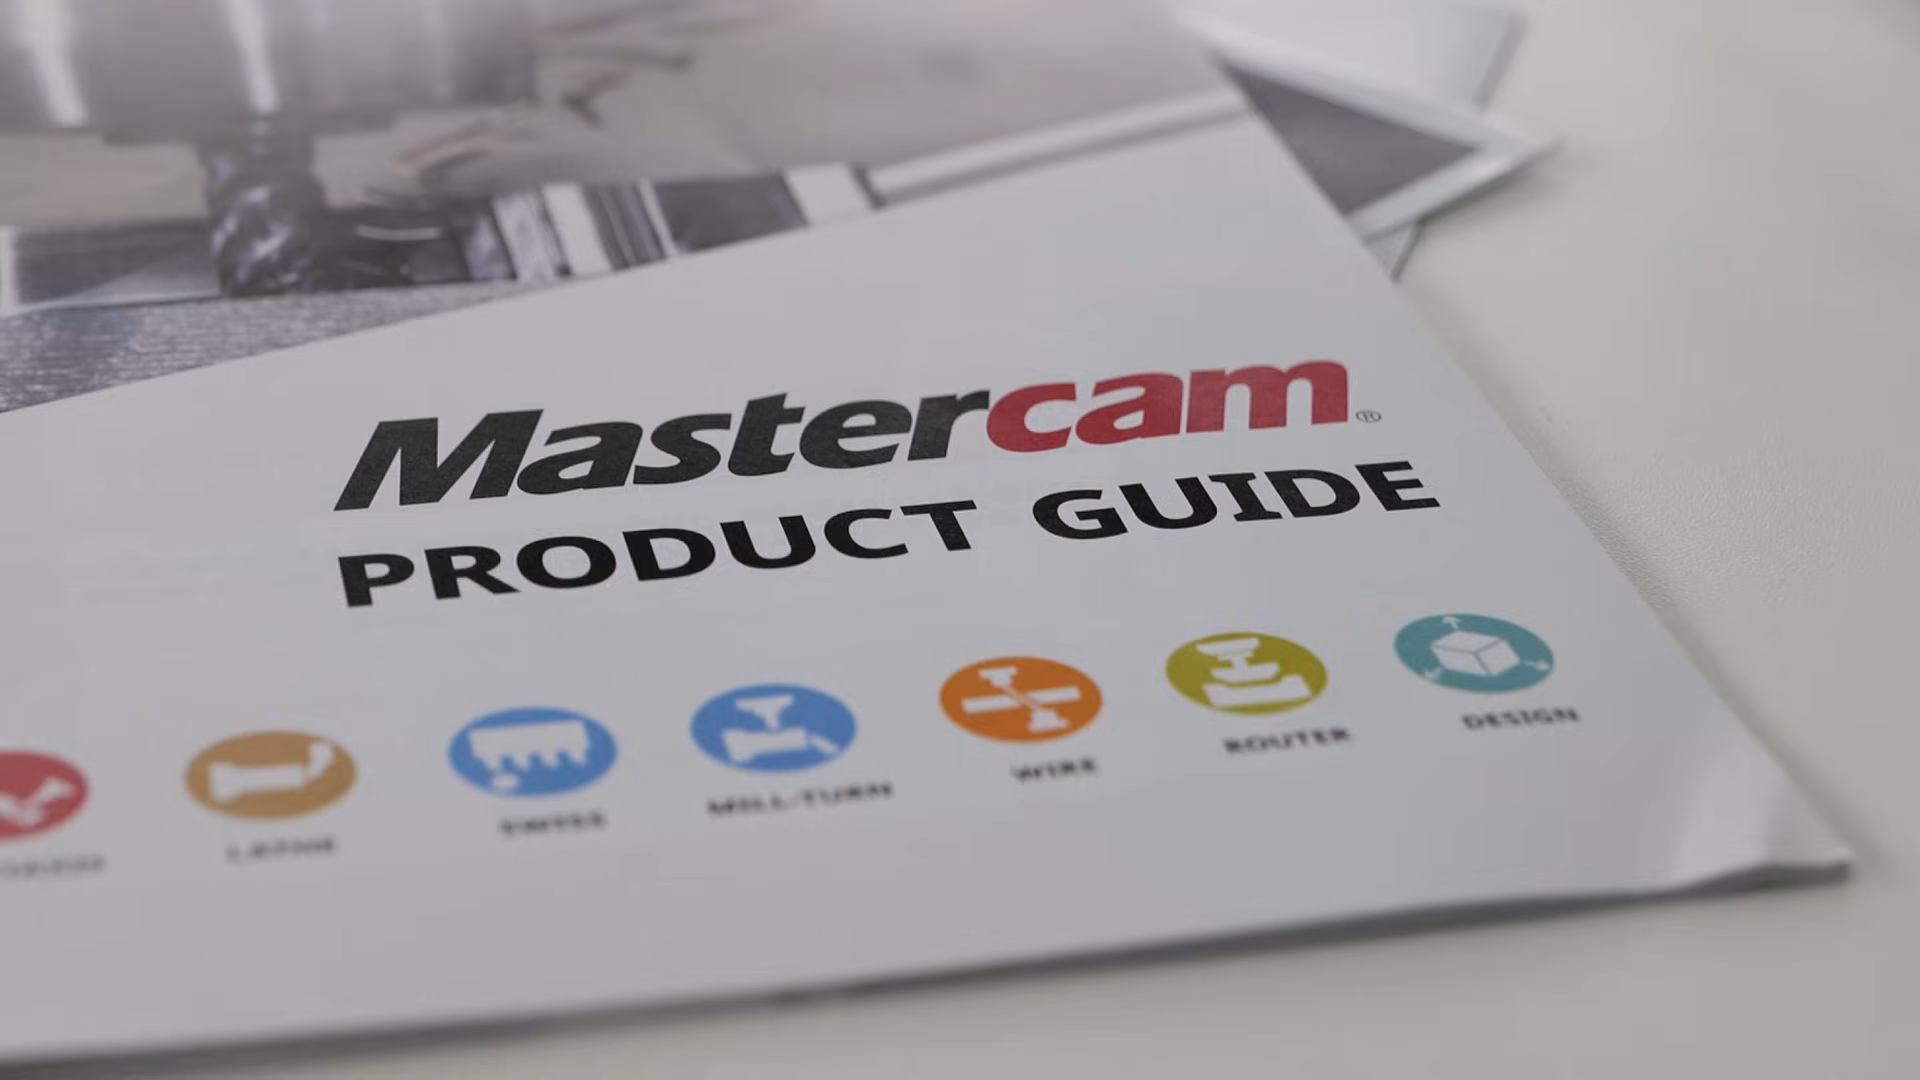 Mastercam®
PRODUCT GUIDE
LATHE
SWISS
MILL-TURN
WIRE
ROUTER
DESIGN